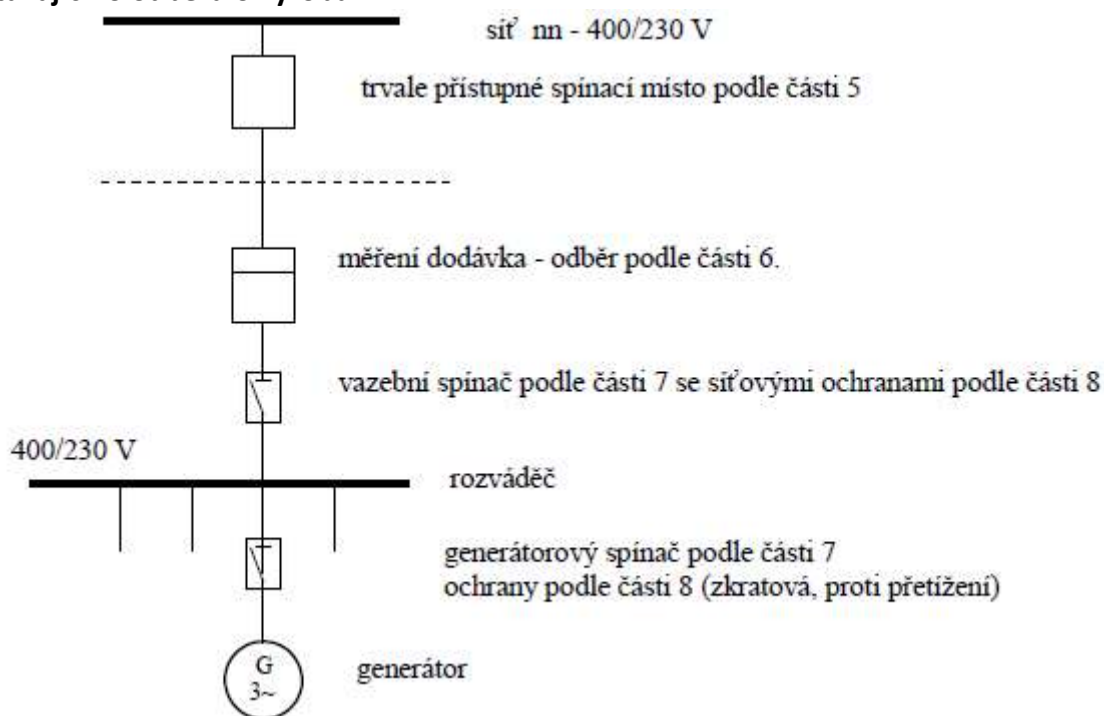 síť nn - 400/230 V
trvale přístupné spínací místo podle části 5
měření dodávka - odběr podle části 6.
vazební spínač podle části 7 se síťovými ochranami podle části 8
400/230 V
rozváděč
generátorový spínač podle části 7
ochrany podle části 8 (zkratová, proti přetížení)
G
3~
generátor